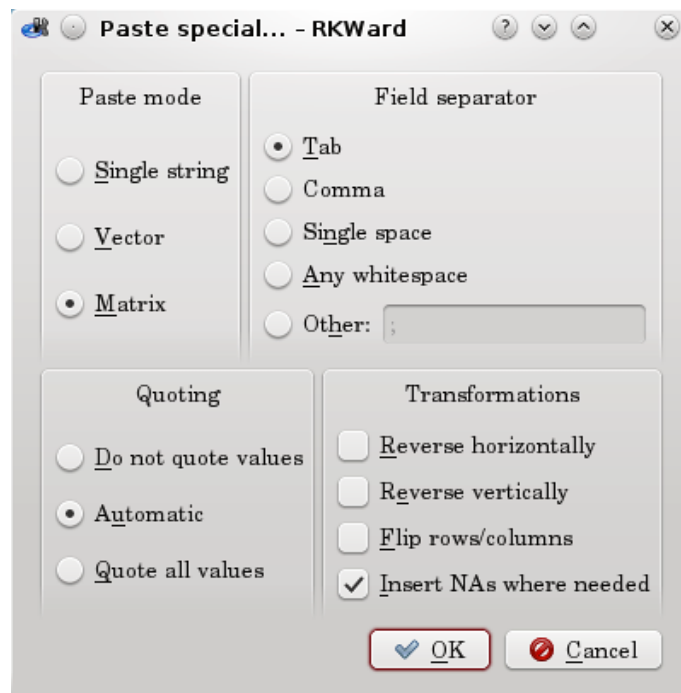 Paste special... – RKWard
Paste mode
Single string
Vector
Matrix
Field separator
Tab
Comma
Single space
Any whitespace
Other: ;
Quoting
Do not quote values
Automatic
Quote all values
Transformations
Reverse horizontally
Reverse vertically
Flip rows/columns
Insert NAs where needed
OK
Cancel